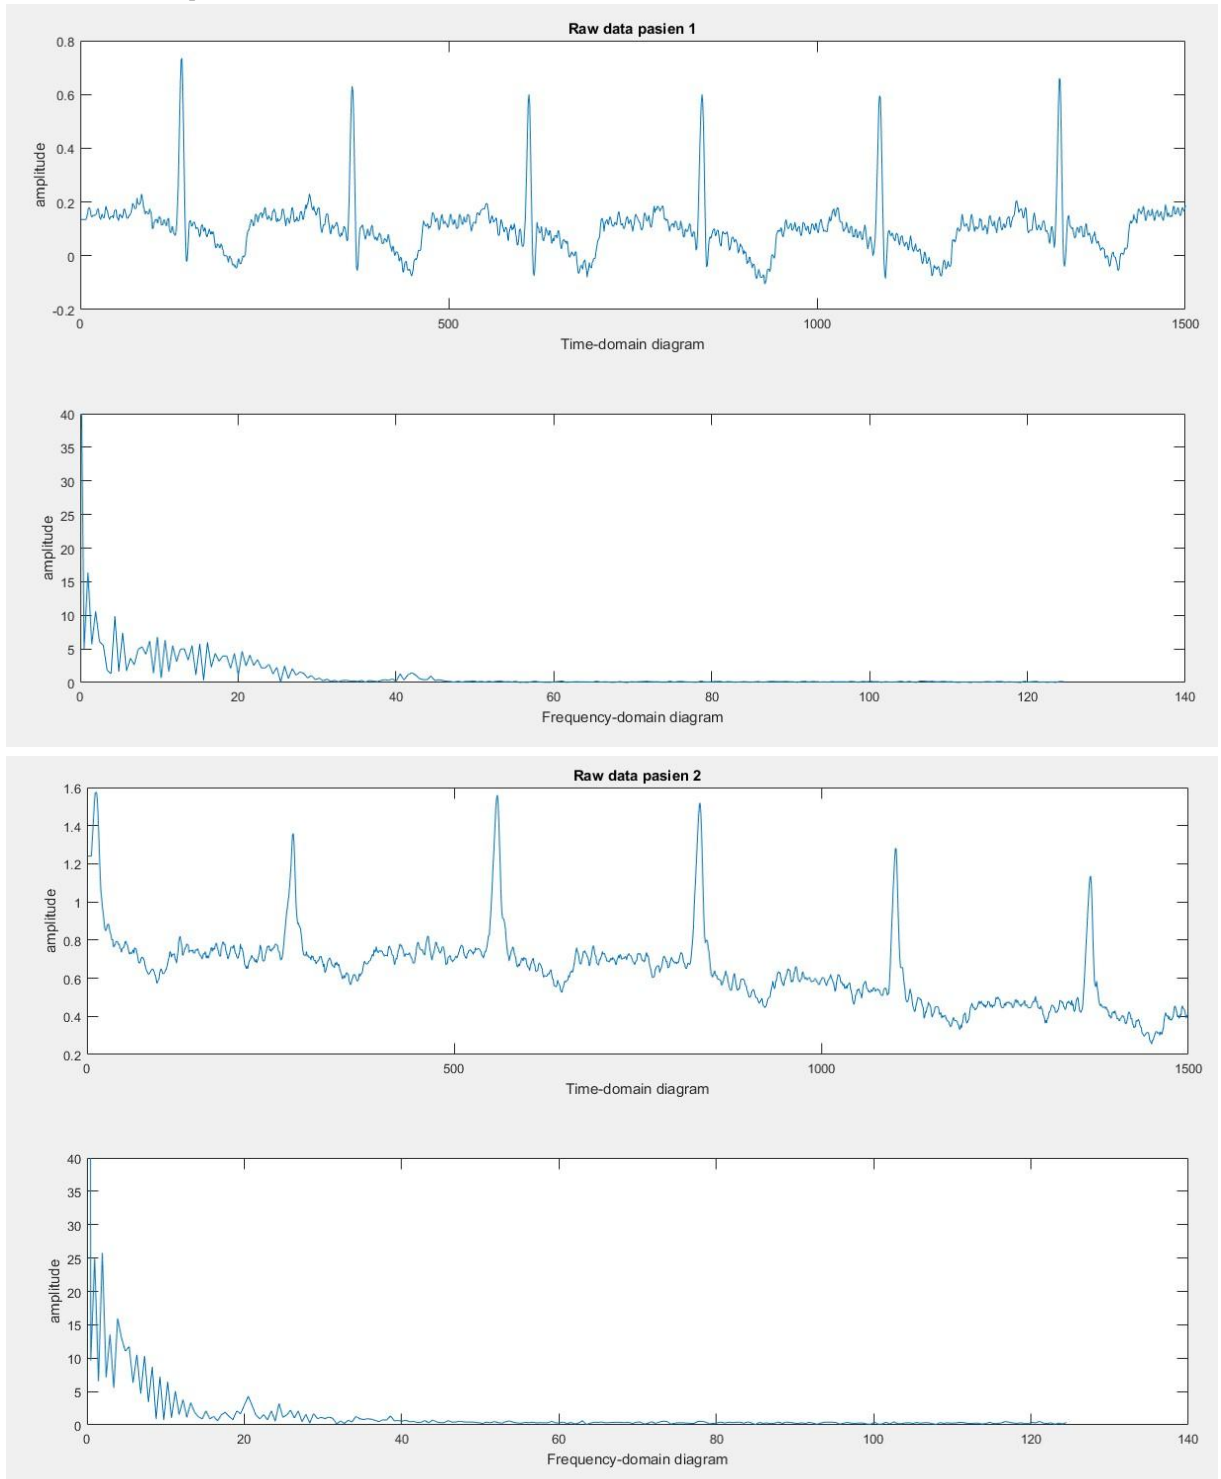 Raw data pasien 1
0.8
0.6
0.4
0.2
0
-0.2
amplitude
0 500 1000 1500
Time-domain diagram
40
35
30
25
20
15
10
5
0
amplitude
0 20 40 60 80 100 120 140
Frequency-domain diagram
Raw data pasien 2
1.6
1.4
1.2
1
0.8
0.6
0.4
0.2
amplitude
0 500 1000 1500
Time-domain diagram
40
35
30
25
20
15
10
5
0
amplitude
0 20 40 60 80 100 120 140
Frequency-domain diagram